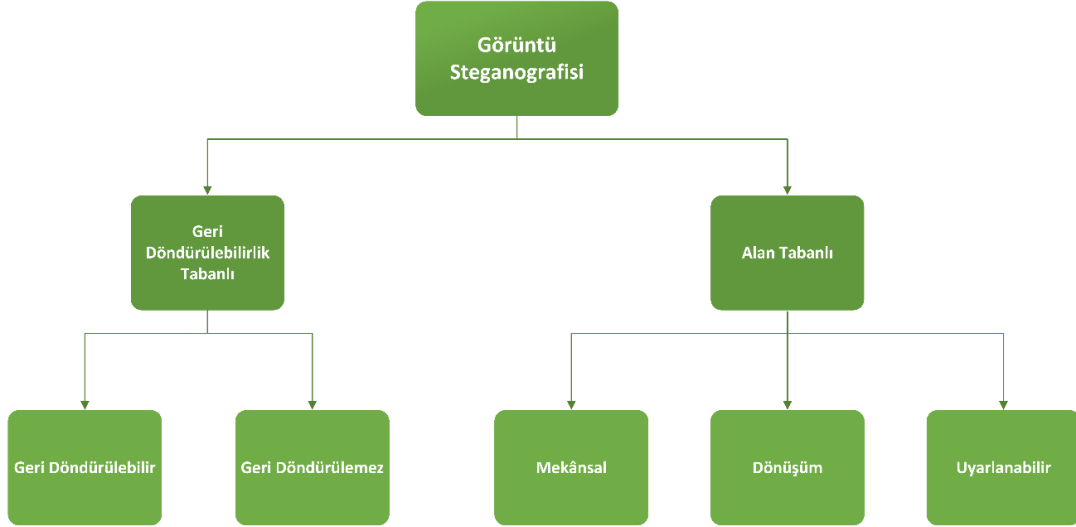 Görüntü
Steganografisi
Geri
Döndürülebilirlik
Tabanlı
Alan Tabanlı
Geri Döndürülebilir
Geri Döndürülemez
Mekânsal
Dönüşüm
Uyarlanabilir